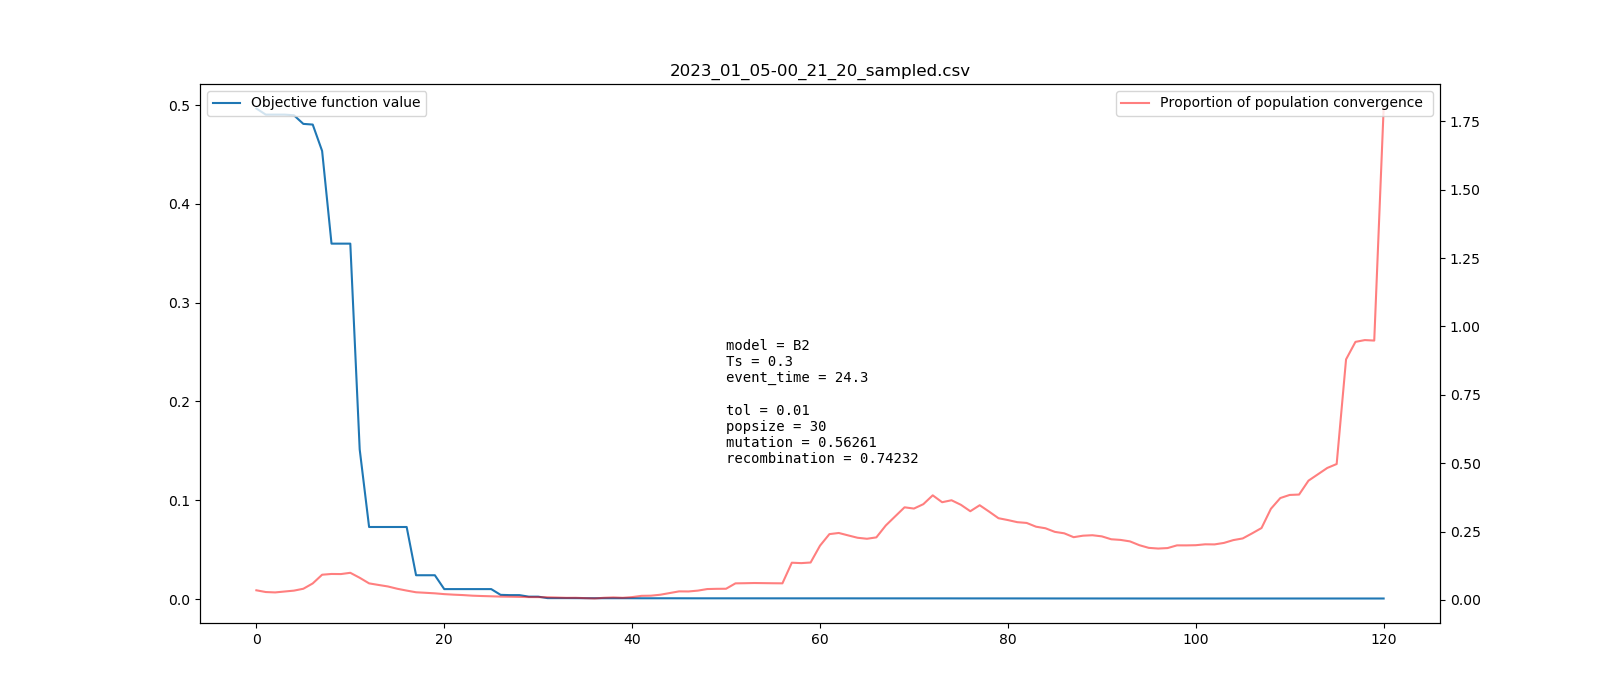 2023_01_05-00_21_20_sampled.csv
Objective function value
Proportion of population convergence
0.5
0.4
0.3
0.2
0.1
0.0
1.75
1.50
1.25
1.00
0.75
0.50
0.25
0.00
model = B2
Ts = 0.3
event_time = 24.3
tol = 0.01
popsize = 30
mutation = 0.56261
recombination = 0.74232
0 20 40 60 80 100 120